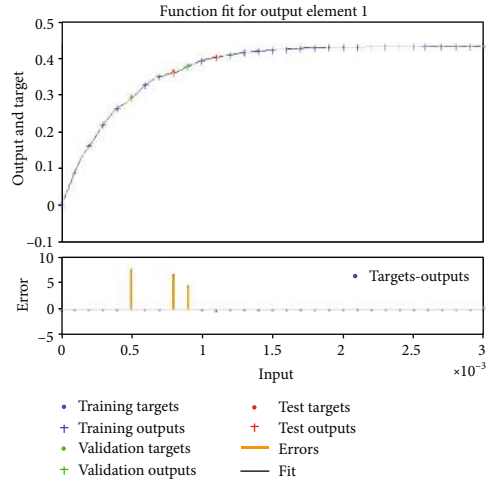 Function fit for output element 1
0.5
0.4
0.3
0.2
0.1
0
−0.1
Output and target
10
5
0
−5
Error
Targets-outputs
0 0.5 1 1.5 2 2.5 3
Input
×10⁻³
Training targets
Training outputs
Validation targets
Validation outputs
Test targets
Test outputs
Errors
Fit